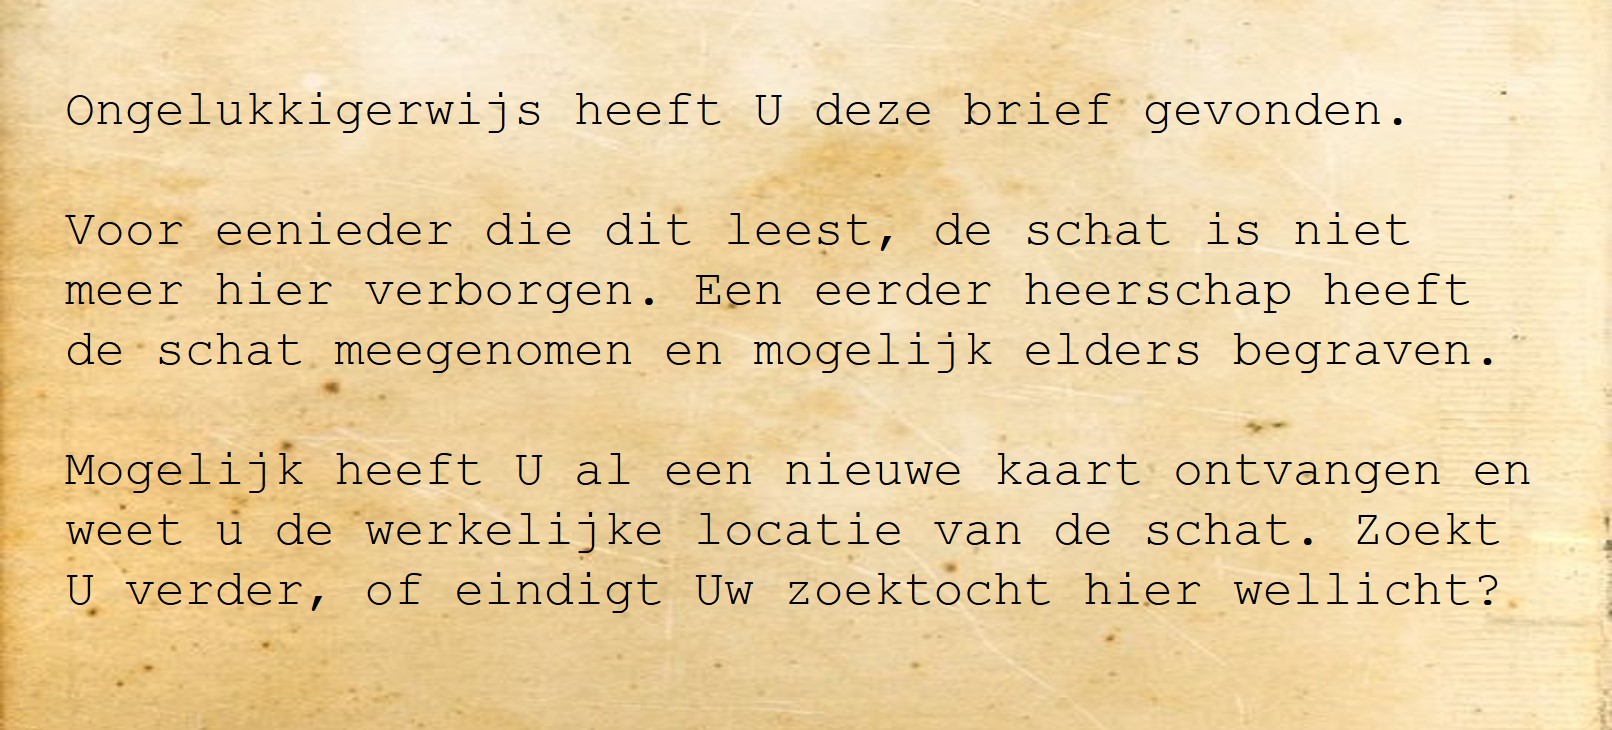 Ongelukkigerwijs heeft U deze brief gevonden.
Voor eenieder die dit leest, de schat is niet
meer hier verborgen. Een eerder heerschap heeft
de schat meegenomen en mogelijk elders begraven.
Mogelijk heeft U al een nieuwe kaart ontvangen en
weet u de werkelijke locatie van de schat. Zoekt
U verder, of eindigt Uw zoektocht hier wellicht?